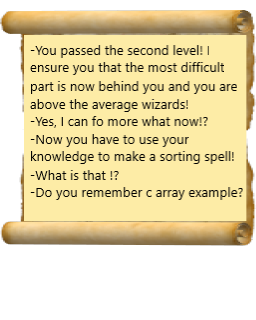 -You passed the second level! I
ensure you that the most difficult
part is now behind you and you are
above the average wizards!
-Yes, I can fo more what now!?
-Now you have to use your
knowledge to make a sorting spell!
-What is that !?
-Do you remember c array example?